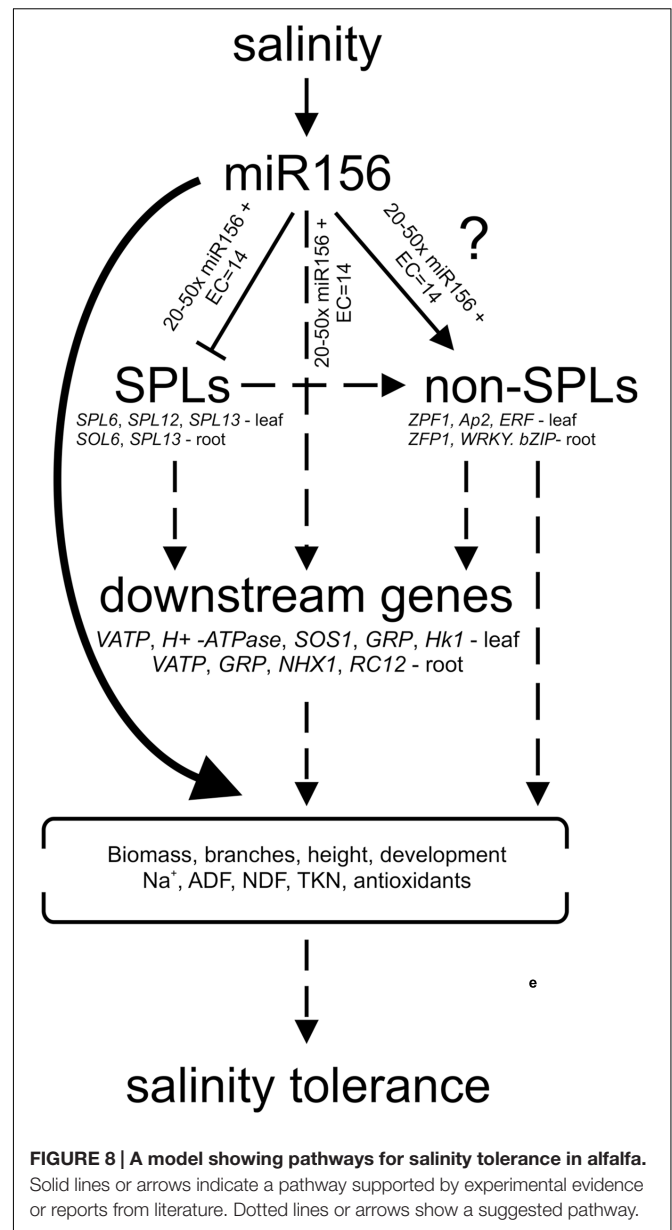 salinity
miR156
20-50x miR156 +
EC=14
20-50x miR156 +
EC=14
20-50x miR156 +
EC=14
?
SPLs
SPL6, SPL12, SPL13 - leaf
SOL6, SPL13 - root
non-SPLs
ZPF1, Ap2, ERF - leaf
ZFP1, WRKY. bZIP- root
downstream genes
VATP, H+ -ATPase, SOS1, GRP, Hk1 - leaf
VATP, GRP, NHX1, RC12 - root
Biomass, branches, height, development
Na⁺, ADF, NDF, TKN, antioxidants
e
salinity tolerance
FIGURE 8 | A model showing pathways for salinity tolerance in alfalfa.
Solid lines or arrows indicate a pathway supported by experimental evidence
or reports from literature. Dotted lines or arrows show a suggested pathway.